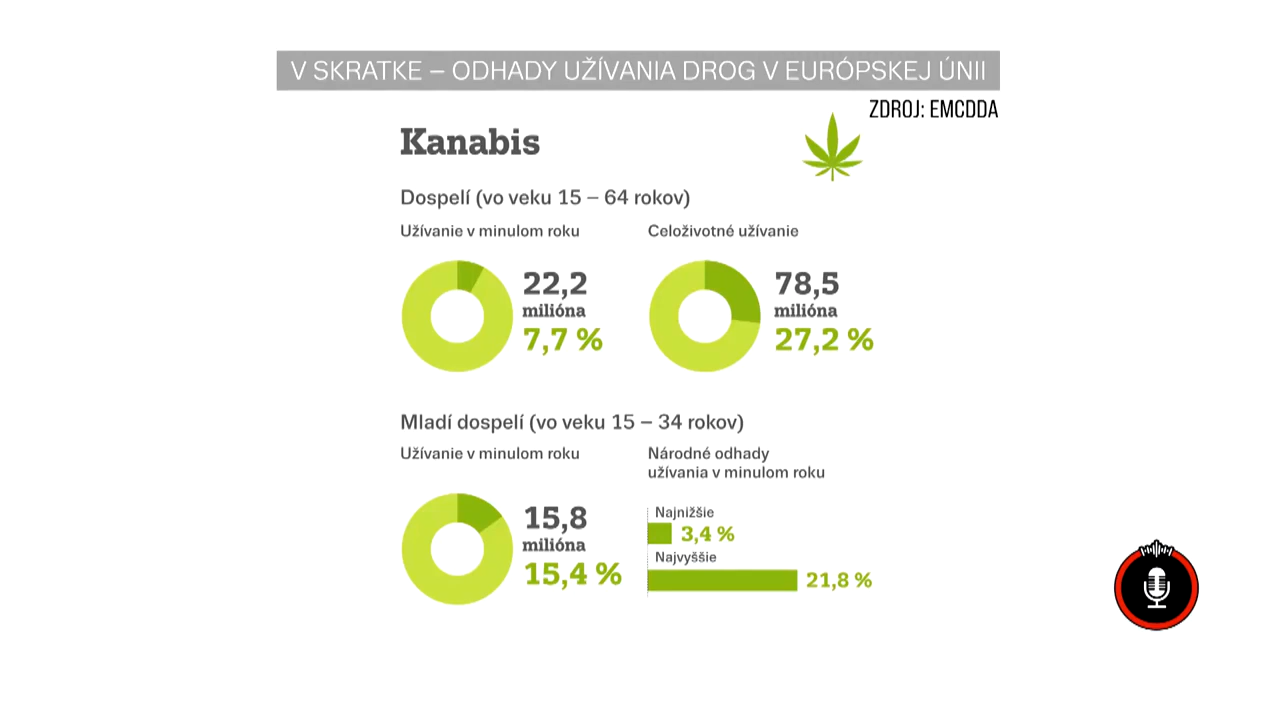 V SKRATKE – ODHADY UŽÍVANIA DROG V EURÓPSKEJ ÚNII
ZDROJ: EMCDDA
Kanabis
Dospelí (vo veku 15 – 64 rokov)
Užívanie v minulom roku
22,2
milióna
7,7 %
Celoživotné užívanie
78,5
milióna
27,2 %
Mladí dospelí (vo veku 15 – 34 rokov)
Užívanie v minulom roku
15,8
milióna
15,4 %
Národné odhady
užívania v minulom roku
Najnižšie
3,4 %
Najvyššie
21,8 %